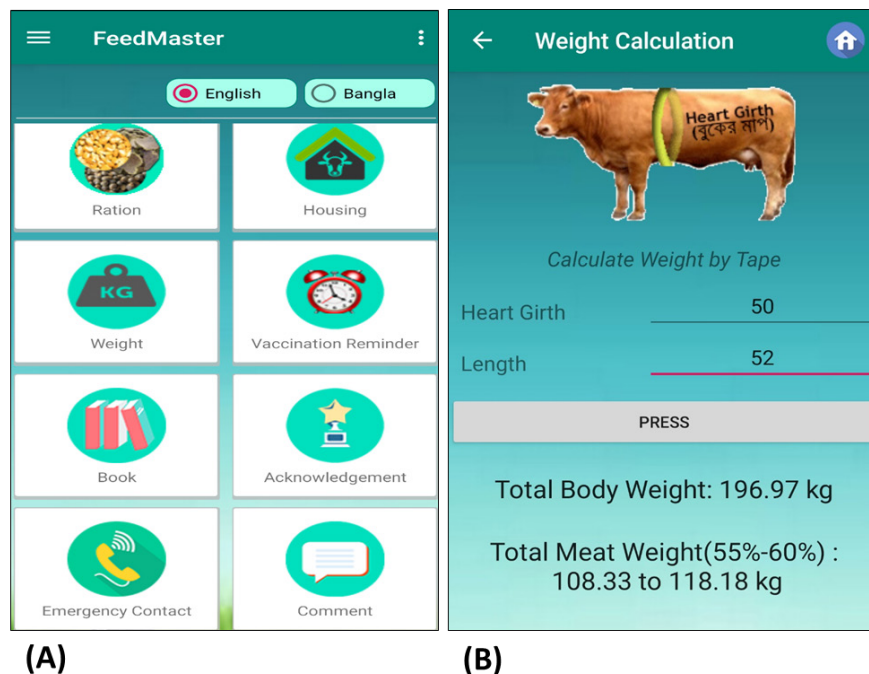 FeedMaster
English
Bangla
Ration
Housing
KG
Weight
Vaccination Reminder
Book
Acknowledgement
Emergency Contact
Comment
(A)
Weight Calculation
Heart Girth
(বুকের মাপ)
Calculate Weight by Tape
Heart Girth 50
Length 52
PRESS
Total Body Weight: 196.97 kg
Total Meat Weight(55%-60%) :
108.33 to 118.18 kg
(B)